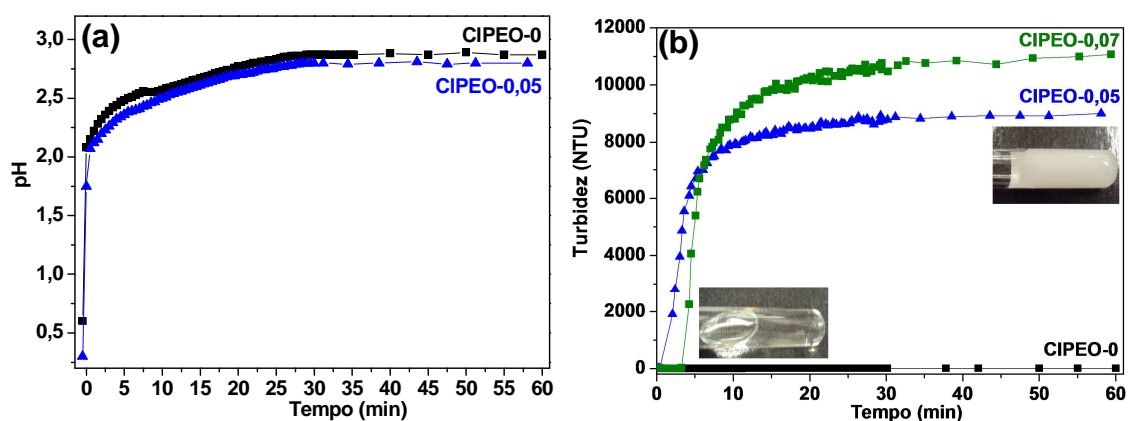 (a)
CIPEO-0
CIPEO-0,05
3,0
2,5
2,0
1,5
1,0
0,5
pH
0 5 10 15 20 25 30 35 40 45 50 55 60
Tempo (min)
(b)
CIPEO-0,07
CIPEO-0,05
CIPEO-0
12000
10000
8000
6000
4000
2000
0
Turbidez (NTU)
0 10 20 30 40 50 60
Tempo (min)